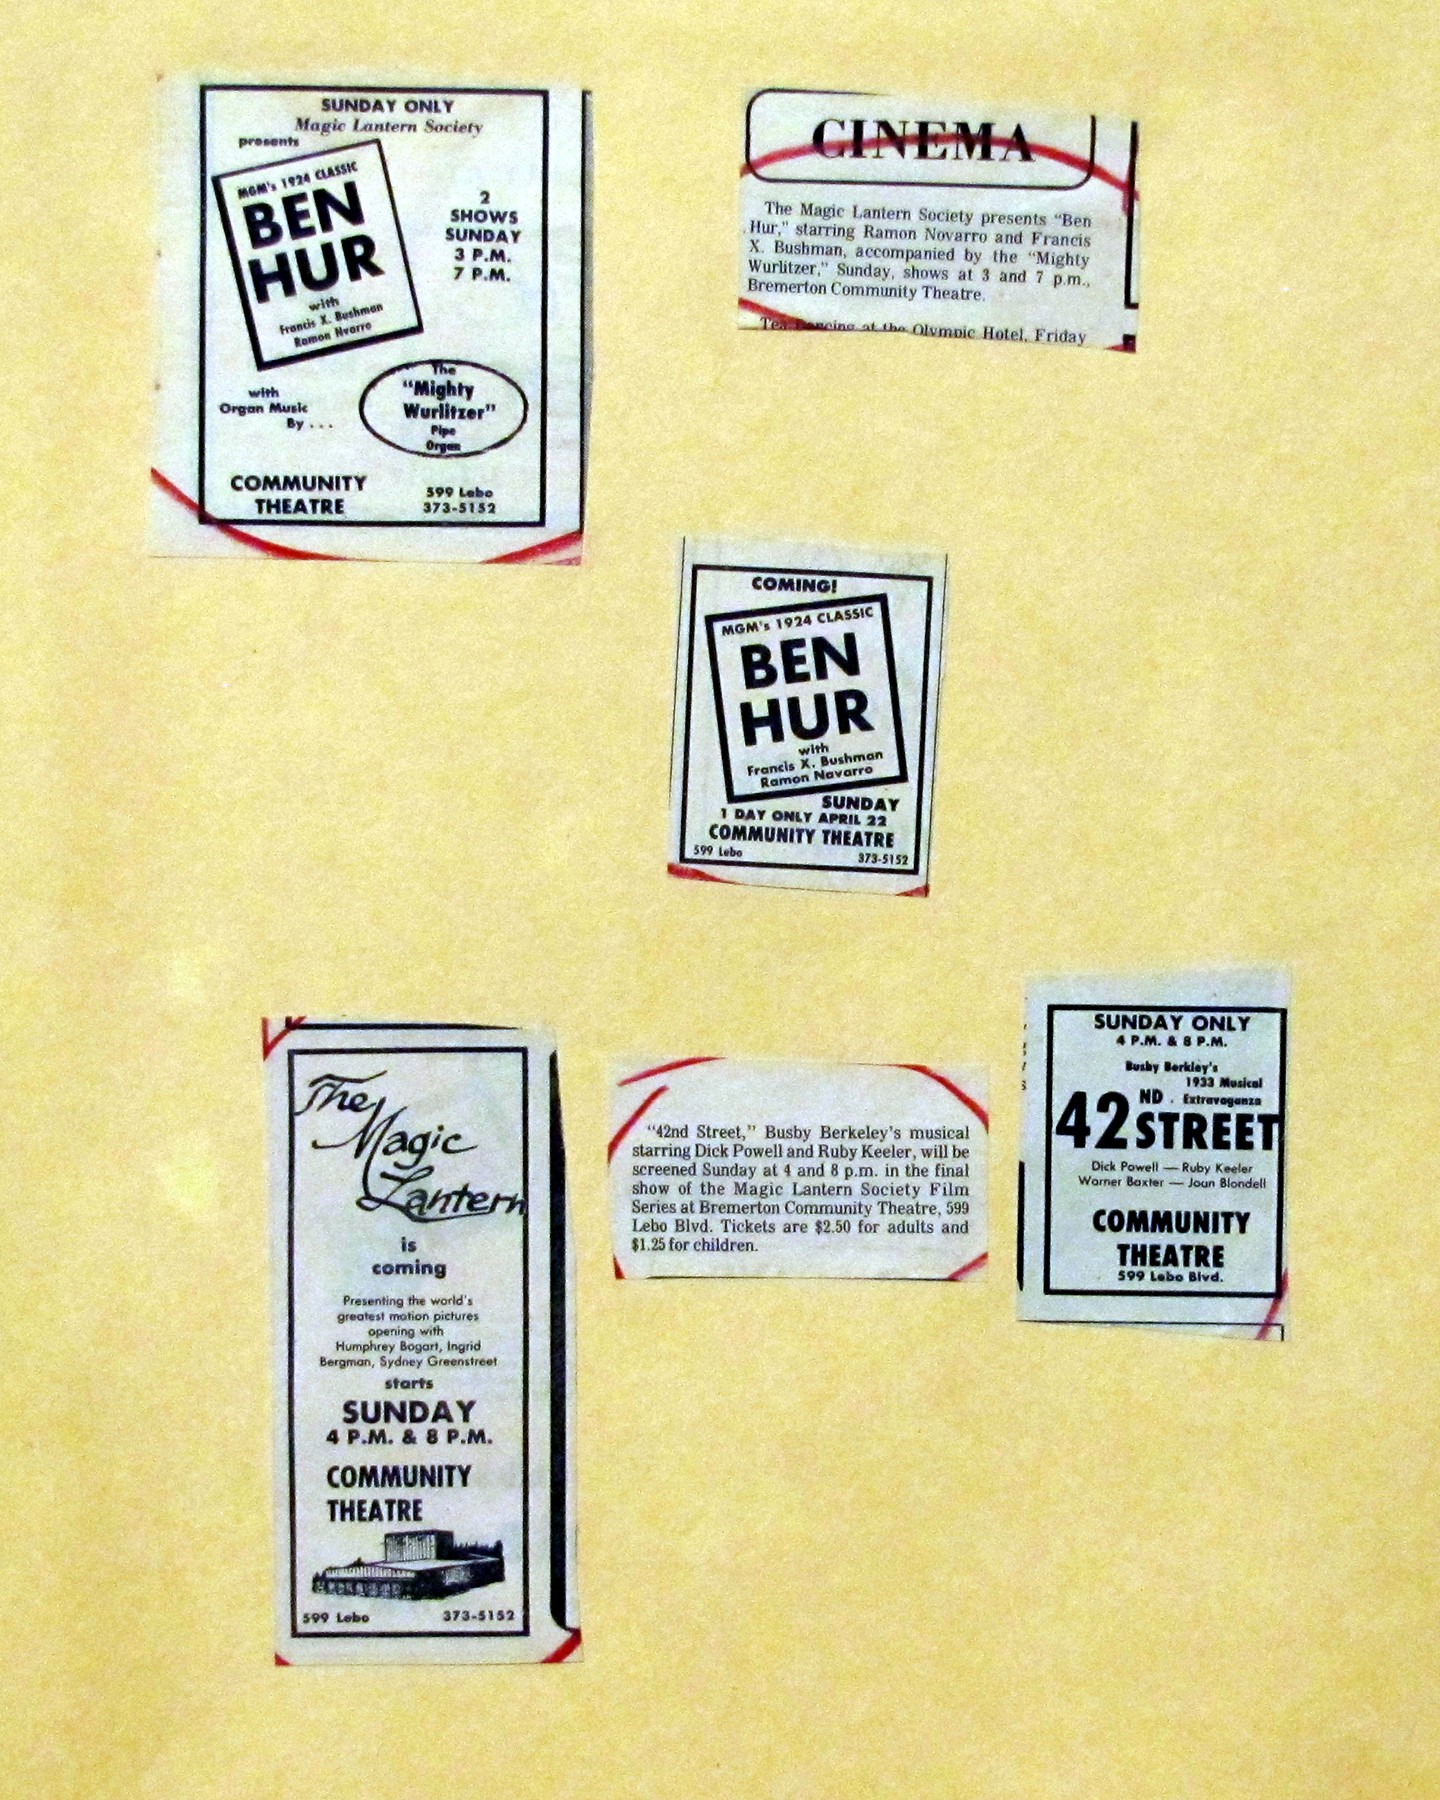 SUNDAY ONLY
Magic Lantern Society
presents
MGM's 1924 CLASSIC
BEN
HUR
with
Francis X. Bushman
Ramon Nvarro
2
SHOWS
SUNDAY
3 P.M.
7 P.M.
with
Organ Music
By . . .
The
"Mighty
Wurlitzer"
Pipe
Organ
COMMUNITY
THEATRE
599 Lebo
373-5152
CINEMA
The Magic Lantern Society presents "Ben
Hur," starring Ramon Novarro and Francis
X. Bushman, accompanied by the "Mighty
Wurlitzer," Sunday, shows at 3 and 7 p.m.,
Bremerton Community Theatre.
Tea Dancing at the Olympic Hotel, Friday
COMING!
MGM's 1924 CLASSIC
BEN
HUR
with
Francis X. Bushman
Ramon Navarro
SUNDAY
1 DAY ONLY APRIL 22
COMMUNITY THEATRE
599 Lebo 373-5152
The
Magic
Lantern
is
coming
Presenting the world's
greatest motion pictures
opening with
Humphrey Bogart, Ingrid
Bergman, Sydney Greenstreet
starts
SUNDAY
4 P.M. & 8 P.M.
COMMUNITY
THEATRE
599 Lebo 373-5152
"42nd Street," Busby Berkeley's musical
starring Dick Powell and Ruby Keeler, will be
screened Sunday at 4 and 8 p.m. in the final
show of the Magic Lantern Society Film
Series at Bremerton Community Theatre, 599
Lebo Blvd. Tickets are $2.50 for adults and
$1.25 for children.
SUNDAY ONLY
4 P.M. & 8 P.M.
Busby Berkley's
1933 Musical
Extravaganza
42ND STREET
Dick Powell — Ruby Keeler
Warner Baxter — Joan Blondell
COMMUNITY
THEATRE
599 Lebo Blvd.